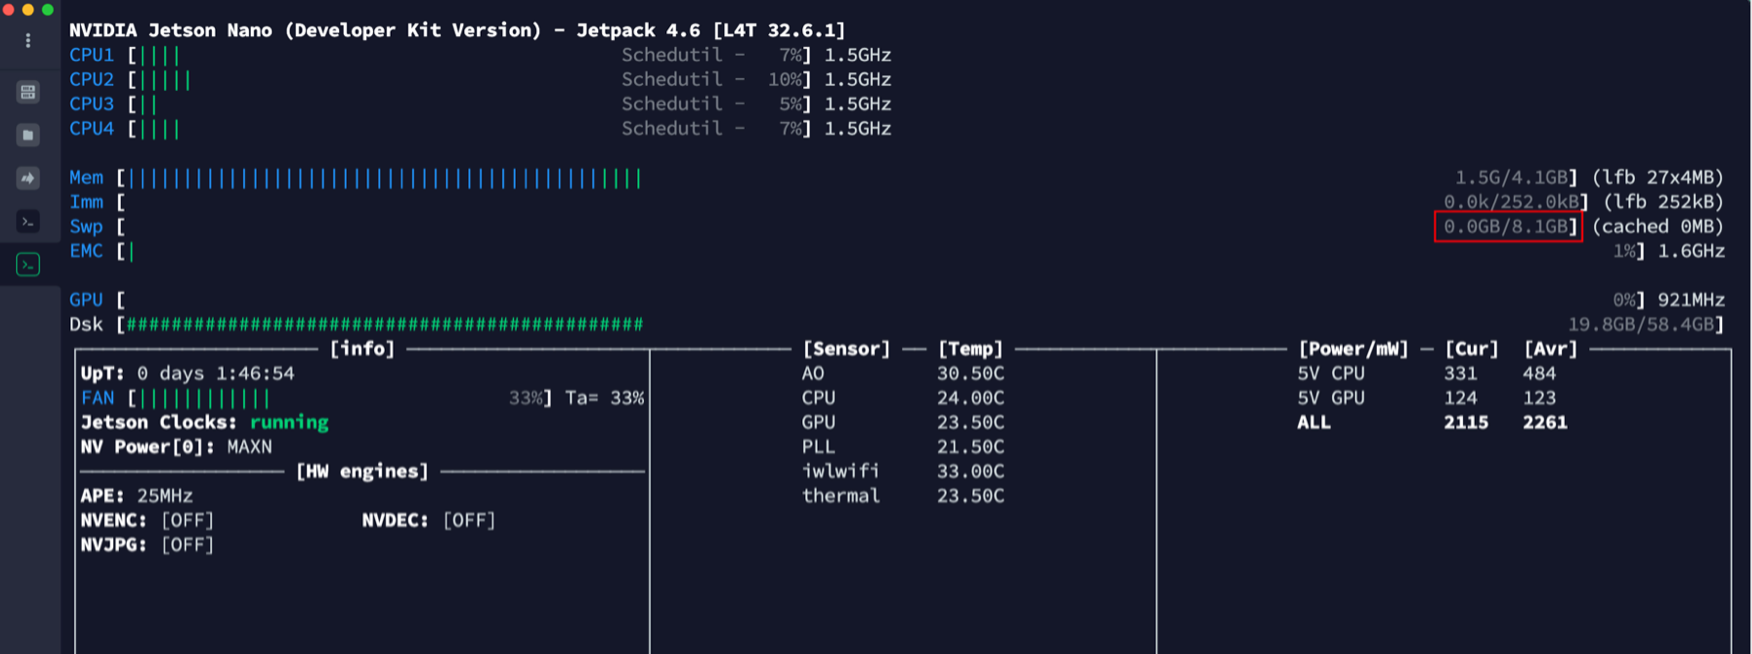 NVIDIA Jetson Nano (Developer Kit Version) - Jetpack 4.6 [L4T 32.6.1]
CPU1 [|||| Schedutil - 7%] 1.5GHz
CPU2 [||||| Schedutil - 10%] 1.5GHz
CPU3 [|| Schedutil - 5%] 1.5GHz
CPU4 [|||| Schedutil - 7%] 1.5GHz
Mem [|||||||||||||||||||||||||||||||||||||||||||||| 1.5G/4.1GB] (lfb 27x4MB)
Imm [ 0.0k/252.0kB] (lfb 252kB)
Swp [ 0.0GB/8.1GB] (cached 0MB)
EMC [| 1%] 1.6GHz
GPU [ 0%] 921MHz
Dsk [############################################## 19.8GB/58.4GB]
[info] [Sensor] [Temp] [Power/mW] [Cur] [Avr]
UpT: 0 days 1:46:54 AO 30.50C 5V CPU 331 484
FAN [|||||||||||| 33%] Ta= 33% CPU 24.00C 5V GPU 124 123
Jetson Clocks: running GPU 23.50C ALL 2115 2261
NV Power[0]: MAXN PLL 21.50C
[HW engines] iwlwifi 33.00C
APE: 25MHz thermal 23.50C
NVENC: [OFF] NVDEC: [OFF]
NVJPG: [OFF]